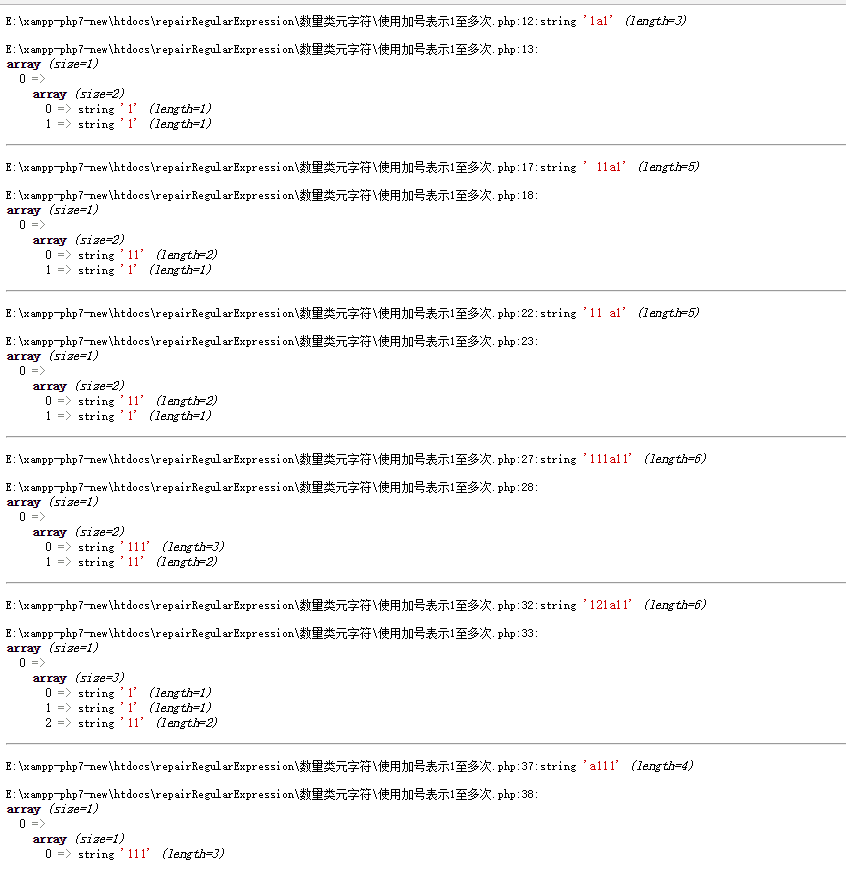 E:\xampp-php7-new\htdocs\repairRegularExpression\数量类元字符\使用加号表示1至多次.php:12:string '1a1' (length=3)
E:\xampp-php7-new\htdocs\repairRegularExpression\数量类元字符\使用加号表示1至多次.php:13:
array (size=1)
0 =>
array (size=2)
0 => string '1' (length=1)
1 => string '1' (length=1)
E:\xampp-php7-new\htdocs\repairRegularExpression\数量类元字符\使用加号表示1至多次.php:17:string ' 11a1' (length=5)
E:\xampp-php7-new\htdocs\repairRegularExpression\数量类元字符\使用加号表示1至多次.php:18:
array (size=1)
0 =>
array (size=2)
0 => string '11' (length=2)
1 => string '1' (length=1)
E:\xampp-php7-new\htdocs\repairRegularExpression\数量类元字符\使用加号表示1至多次.php:22:string '11 a1' (length=5)
E:\xampp-php7-new\htdocs\repairRegularExpression\数量类元字符\使用加号表示1至多次.php:23:
array (size=1)
0 =>
array (size=2)
0 => string '11' (length=2)
1 => string '1' (length=1)
E:\xampp-php7-new\htdocs\repairRegularExpression\数量类元字符\使用加号表示1至多次.php:27:string '111a11' (length=6)
E:\xampp-php7-new\htdocs\repairRegularExpression\数量类元字符\使用加号表示1至多次.php:28:
array (size=1)
0 =>
array (size=2)
0 => string '111' (length=3)
1 => string '11' (length=2)
E:\xampp-php7-new\htdocs\repairRegularExpression\数量类元字符\使用加号表示1至多次.php:32:string '121a11' (length=6)
E:\xampp-php7-new\htdocs\repairRegularExpression\数量类元字符\使用加号表示1至多次.php:33:
array (size=1)
0 =>
array (size=3)
0 => string '1' (length=1)
1 => string '1' (length=1)
2 => string '11' (length=2)
E:\xampp-php7-new\htdocs\repairRegularExpression\数量类元字符\使用加号表示1至多次.php:37:string 'a111' (length=4)
E:\xampp-php7-new\htdocs\repairRegularExpression\数量类元字符\使用加号表示1至多次.php:38:
array (size=1)
0 =>
array (size=1)
0 => string '111' (length=3)